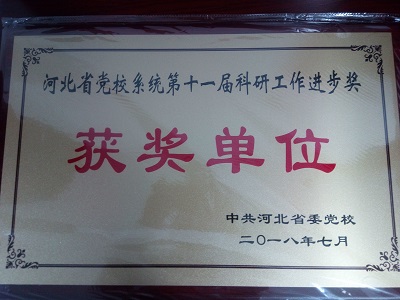 河北省党校系统第十一届科研工作进步奖
获奖单位
中共河北省委党校
二〇一八年七月